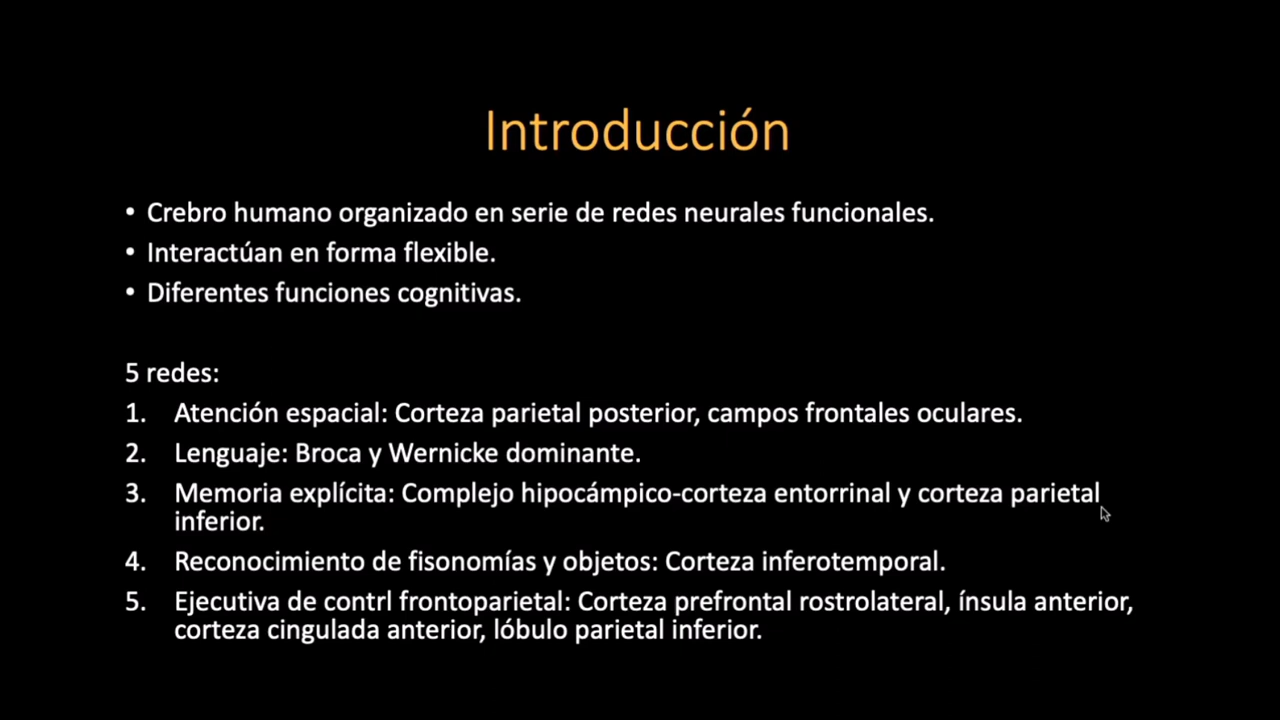 Introducción
• Crebro humano organizado en serie de redes neurales funcionales.
• Interactúan en forma flexible.
• Diferentes funciones cognitivas.
5 redes:
1. Atención espacial: Corteza parietal posterior, campos frontales oculares.
2. Lenguaje: Broca y Wernicke dominante.
3. Memoria explícita: Complejo hipocámpico-corteza entorrinal y corteza parietal
inferior.
4. Reconocimiento de fisonomías y objetos: Corteza inferotemporal.
5. Ejecutiva de contrl frontoparietal: Corteza prefrontal rostrolateral, ínsula anterior,
corteza cingulada anterior, lóbulo parietal inferior.